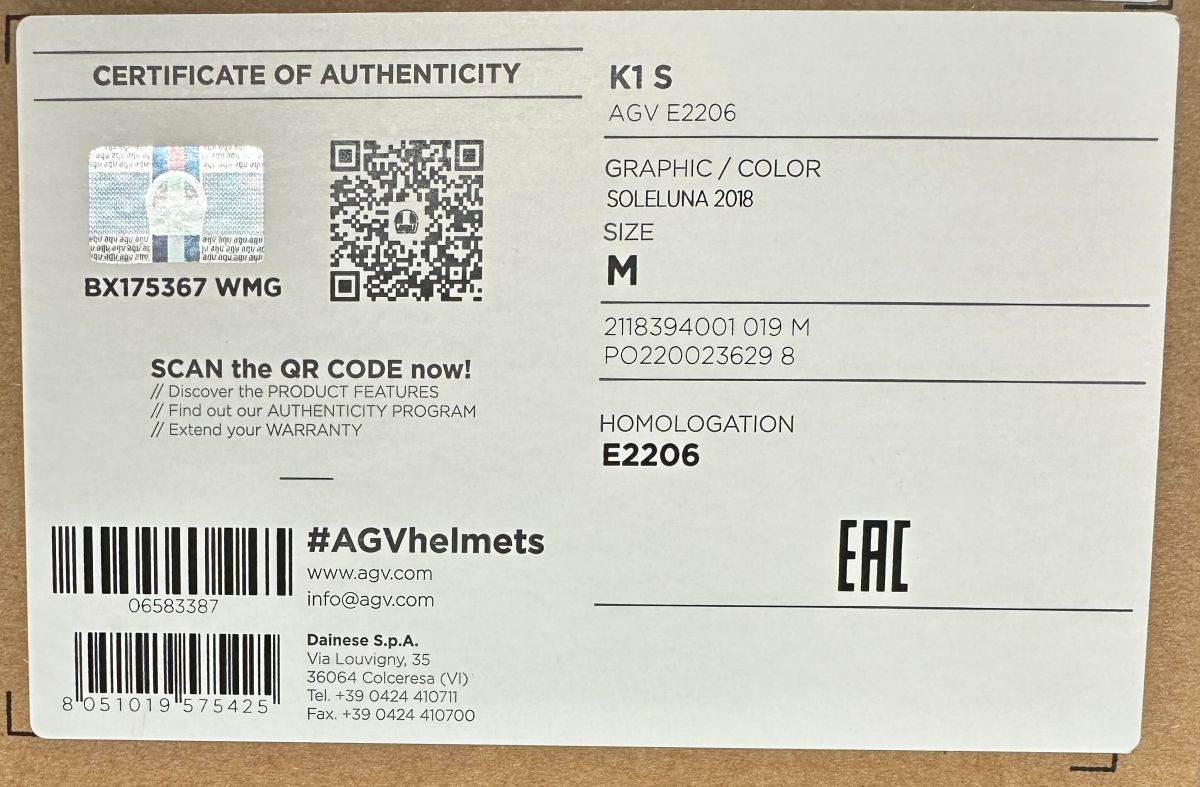 CERTIFICATE OF AUTHENTICITY
BX175367 WMG
SCAN the QR CODE now!
// Discover the PRODUCT FEATURES
// Find out our AUTHENTICITY PROGRAM
// Extend your WARRANTY
06583387
8 051019 575425
#AGVhelmets
www.agv.com
info@agv.com
Dainese S.p.A.
Via Louvigny, 35
36064 Colceresa (VI)
Tel. +39 0424 410711
Fax. +39 0424 410700
K1 S
AGV E2206
GRAPHIC / COLOR
SOLELUNA 2018
SIZE
M
2118394001 019 M
PO220023629 8
HOMOLOGATION
E2206
EAC